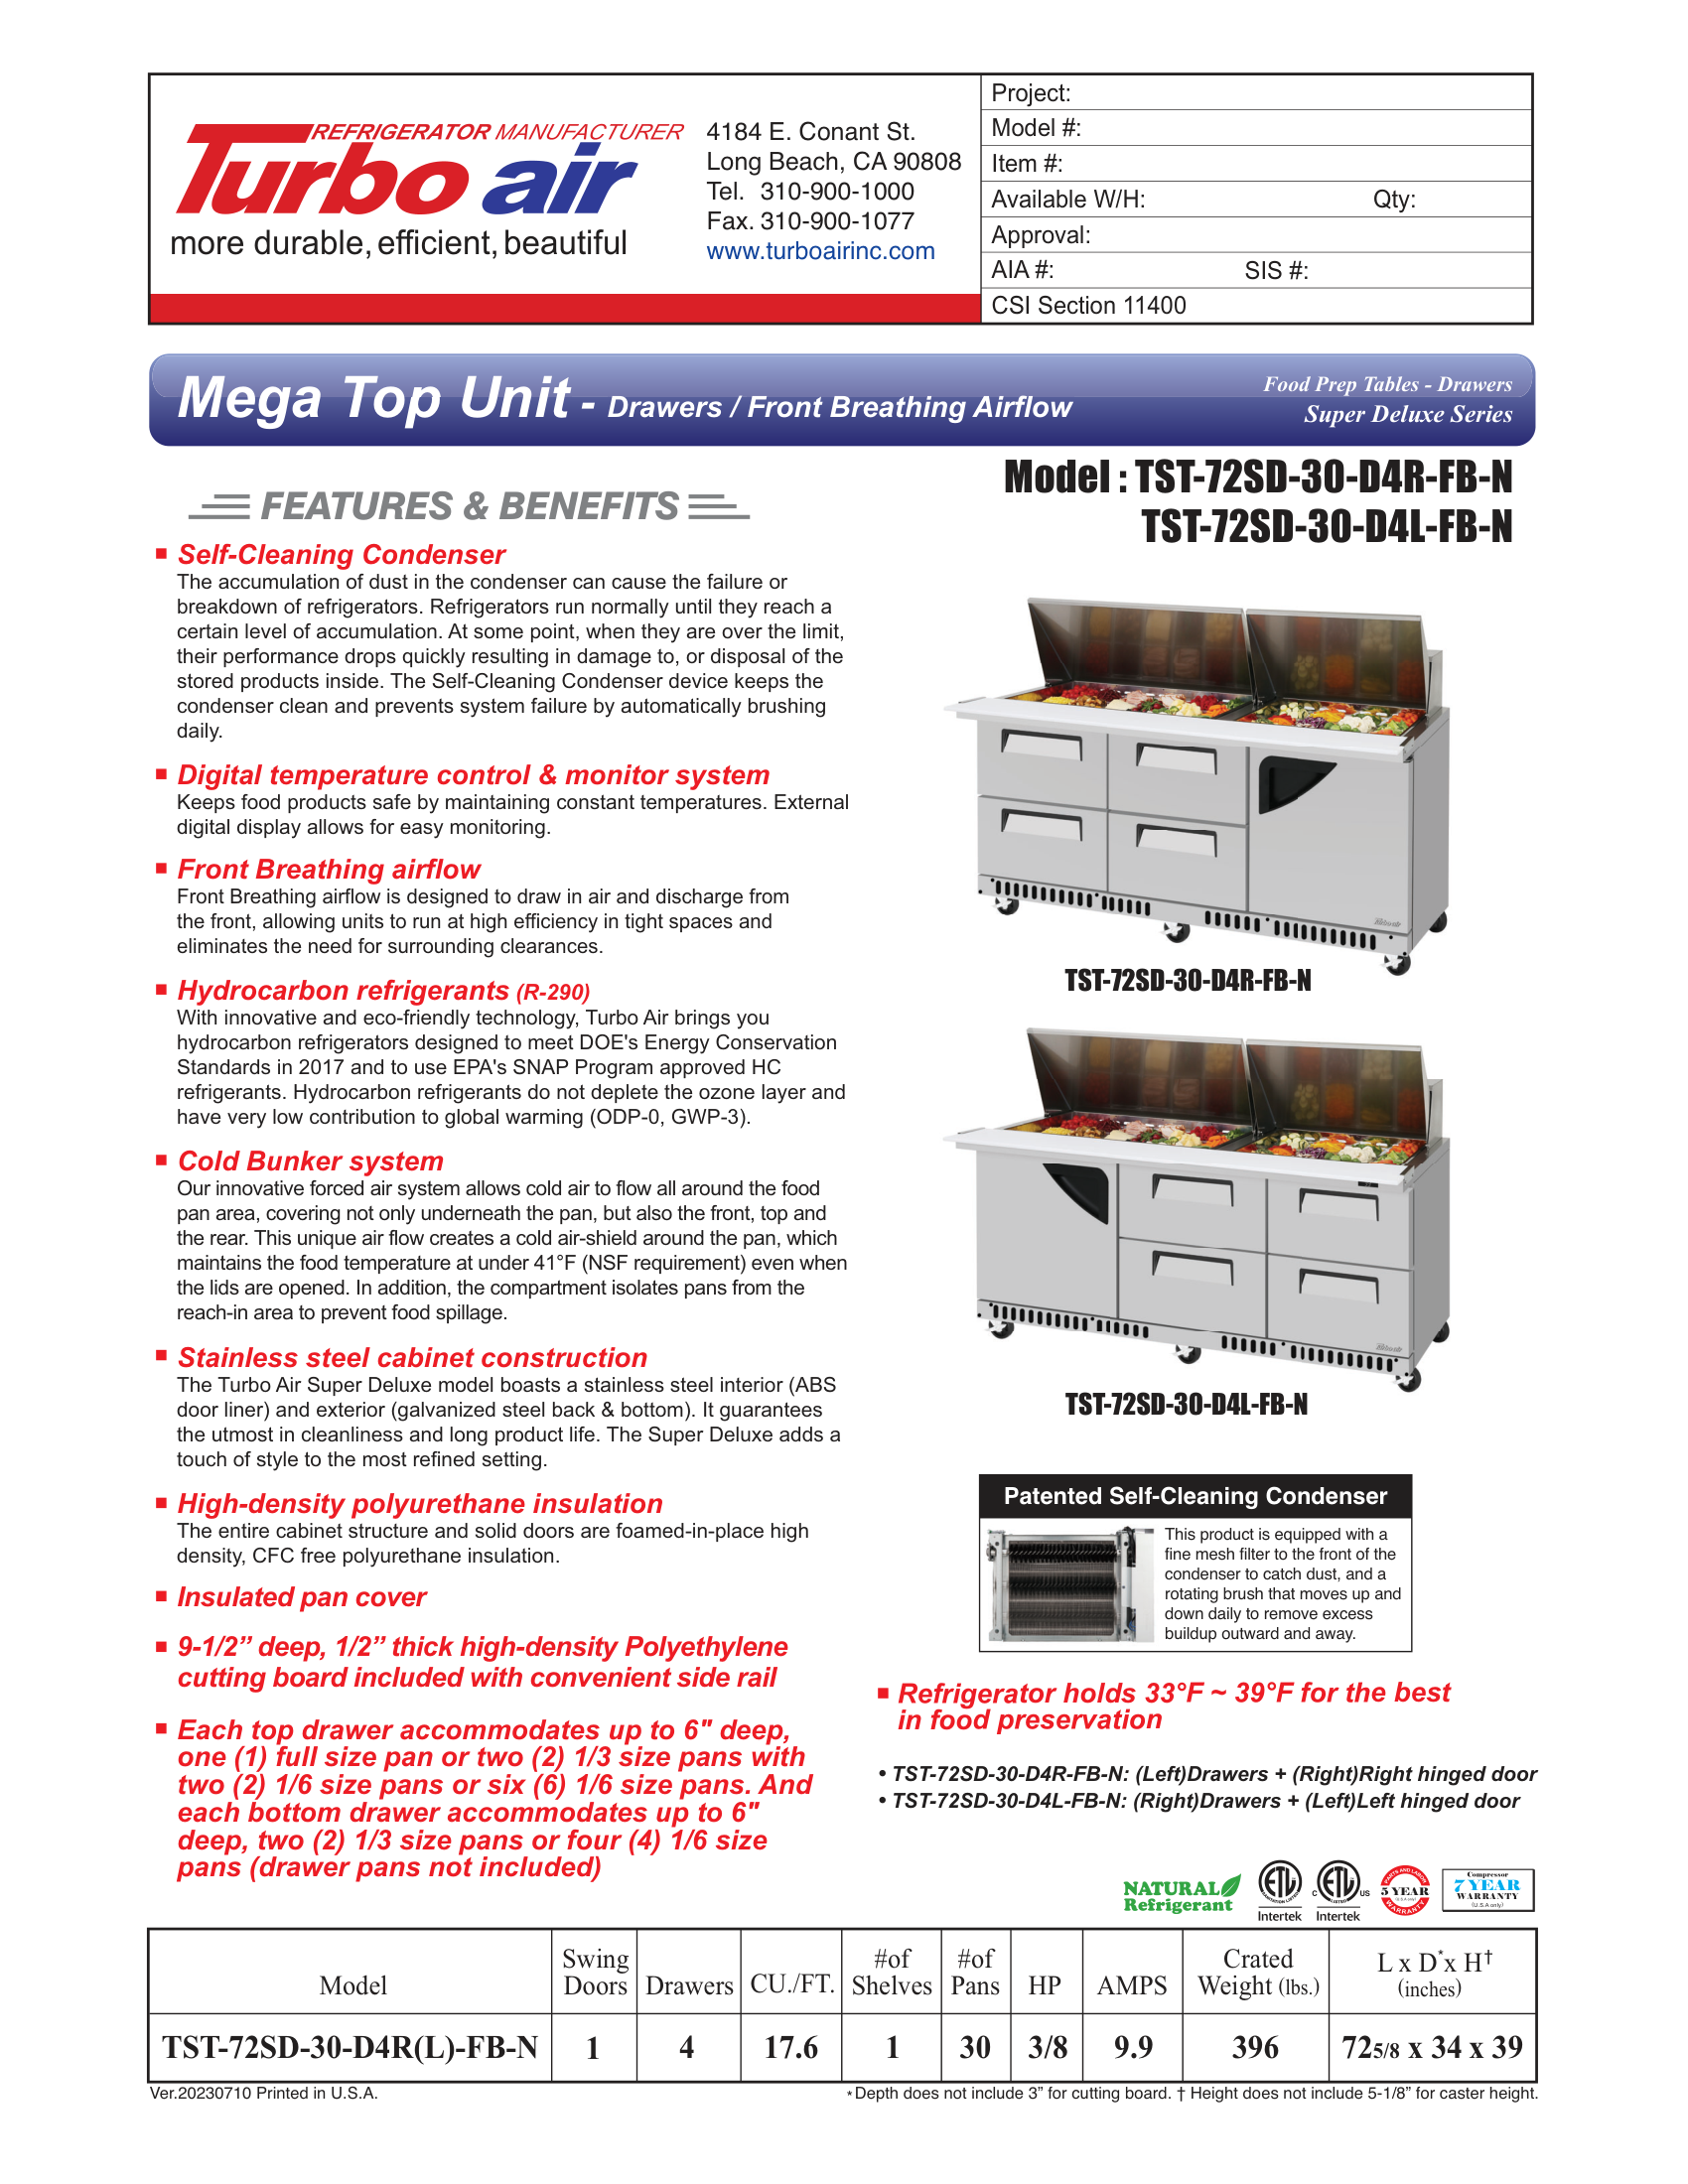 REFRIGERATOR MANUFACTURER
Turbo air
more durable, efficient, beautiful
4184 E. Conant St.
Long Beach, CA 90808
Tel. 310-900-1000
Fax. 310-900-1077
www.turboairinc.com
Project:
Model #:
Item #:
Available W/H: Qty:
Approval:
AIA #: SIS #:
CSI Section 11400
Mega Top Unit - Drawers / Front Breathing Airflow
Food Prep Tables - Drawers
Super Deluxe Series
Model : TST-72SD-30-D4R-FB-N
TST-72SD-30-D4L-FB-N
FEATURES & BENEFITS
Self-Cleaning Condenser
The accumulation of dust in the condenser can cause the failure or
breakdown of refrigerators. Refrigerators run normally until they reach a
certain level of accumulation. At some point, when they are over the limit,
their performance drops quickly resulting in damage to, or disposal of the
stored products inside. The Self-Cleaning Condenser device keeps the
condenser clean and prevents system failure by automatically brushing
daily.
Digital temperature control & monitor system
Keeps food products safe by maintaining constant temperatures. External
digital display allows for easy monitoring.
Front Breathing airflow
Front Breathing airflow is designed to draw in air and discharge from
the front, allowing units to run at high efficiency in tight spaces and
eliminates the need for surrounding clearances.
Hydrocarbon refrigerants (R-290)
With innovative and eco-friendly technology, Turbo Air brings you
hydrocarbon refrigerators designed to meet DOE's Energy Conservation
Standards in 2017 and to use EPA's SNAP Program approved HC
refrigerants. Hydrocarbon refrigerants do not deplete the ozone layer and
have very low contribution to global warming (ODP-0, GWP-3).
Cold Bunker system
Our innovative forced air system allows cold air to flow all around the food
pan area, covering not only underneath the pan, but also the front, top and
the rear. This unique air flow creates a cold air-shield around the pan, which
maintains the food temperature at under 41°F (NSF requirement) even when
the lids are opened. In addition, the compartment isolates pans from the
reach-in area to prevent food spillage.
Stainless steel cabinet construction
The Turbo Air Super Deluxe model boasts a stainless steel interior (ABS
door liner) and exterior (galvanized steel back & bottom). It guarantees
the utmost in cleanliness and long product life. The Super Deluxe adds a
touch of style to the most refined setting.
High-density polyurethane insulation
The entire cabinet structure and solid doors are foamed-in-place high
density, CFC free polyurethane insulation.
Insulated pan cover
9-1/2” deep, 1/2” thick high-density Polyethylene
cutting board included with convenient side rail
Each top drawer accommodates up to 6" deep,
one (1) full size pan or two (2) 1/3 size pans with
two (2) 1/6 size pans or six (6) 1/6 size pans. And
each bottom drawer accommodates up to 6"
deep, two (2) 1/3 size pans or four (4) 1/6 size
pans (drawer pans not included)
Turbo air
TST-72SD-30-D4R-FB-N
Turbo air
TST-72SD-30-D4L-FB-N
Patented Self-Cleaning Condenser
This product is equipped with a
fine mesh filter to the front of the
condenser to catch dust, and a
rotating brush that moves up and
down daily to remove excess
buildup outward and away.
Refrigerator holds 33°F ~ 39°F for the best
in food preservation
• TST-72SD-30-D4R-FB-N: (Left)Drawers + (Right)Right hinged door
• TST-72SD-30-D4L-FB-N: (Right)Drawers + (Left)Left hinged door
NATURAL
Refrigerant
ETL
SANITATION LISTED
Intertek
C ETL US
LISTED
Intertek
PARTS AND LABOR
5 YEAR
(U.S.A only)
WARRANTY
Compressor
7 YEAR
WARRANTY
(U.S.A only)
Model Swing Doors Drawers CU./FT. #of Shelves #of Pans HP AMPS Crated Weight (lbs.) L x D* x H† (inches)
TST-72SD-30-D4R(L)-FB-N 1 4 17.6 1 30 3/8 9.9 396 725/8 x 34 x 39
Ver.20230710 Printed in U.S.A.
* Depth does not include 3” for cutting board. † Height does not include 5-1/8” for caster height.